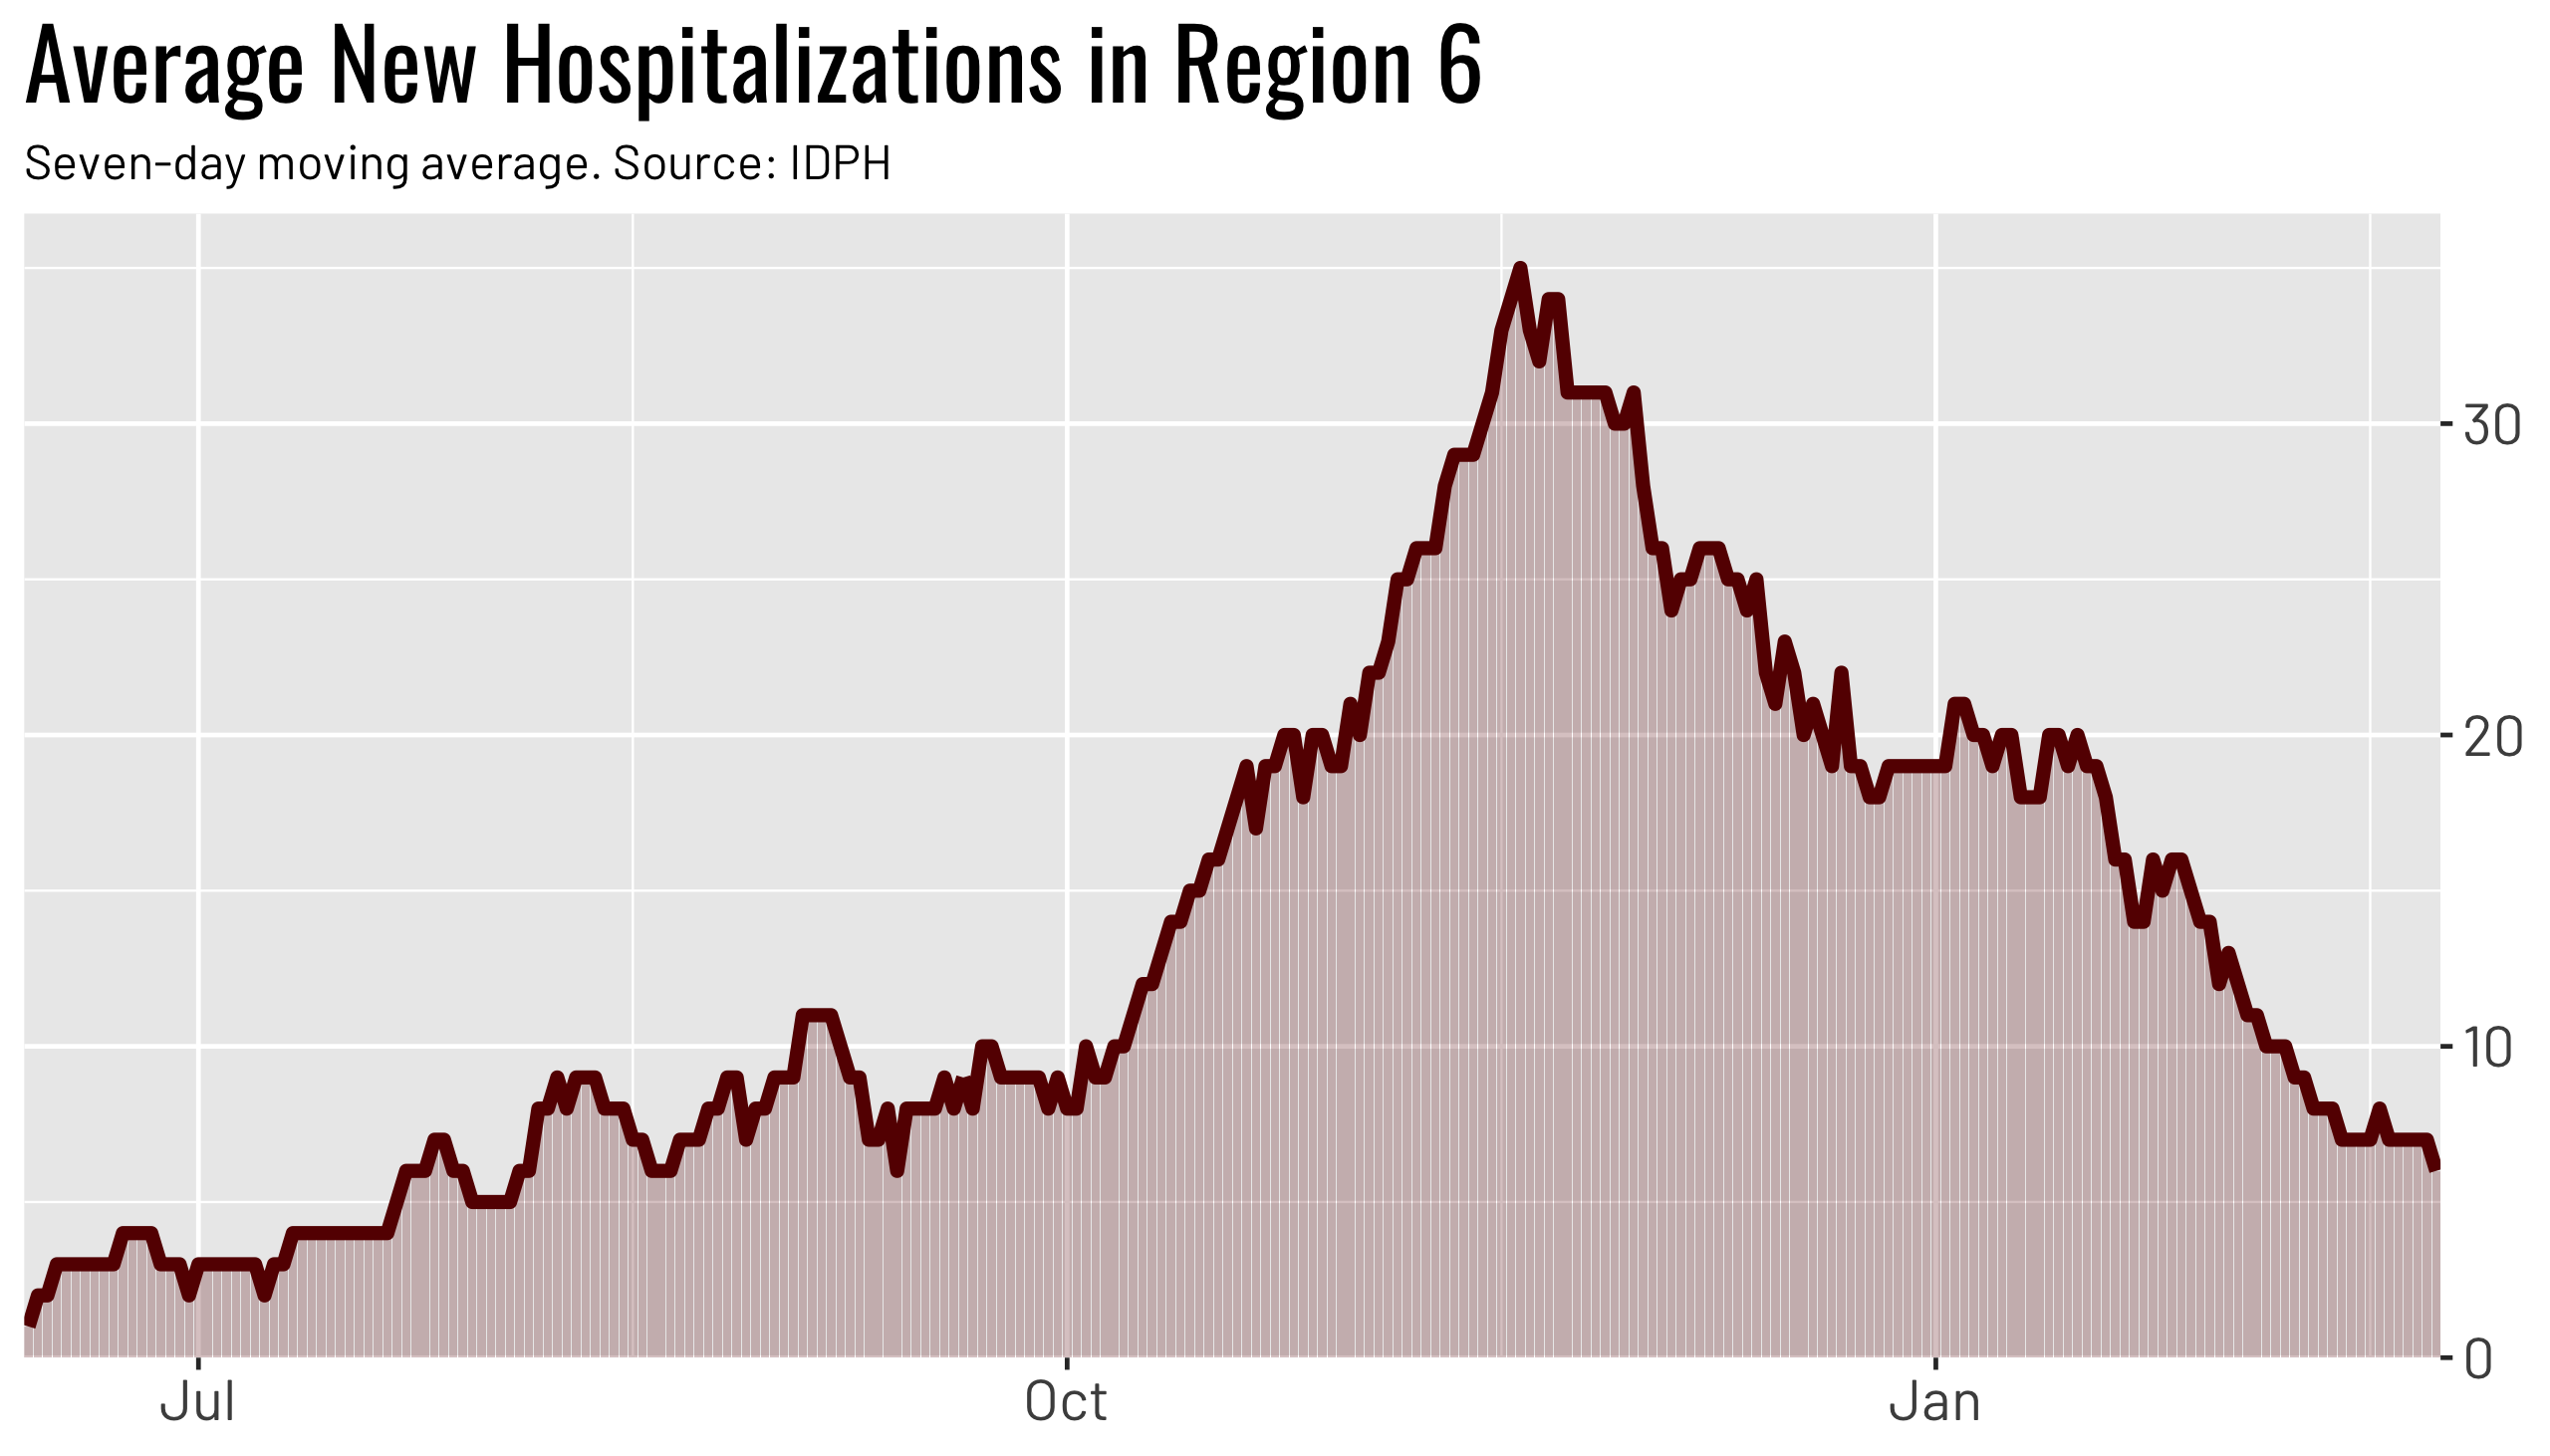 Average New Hospitalizations in Region 6
Seven-day moving average. Source: IDPH
30
20
10
0
Jul Oct Jan